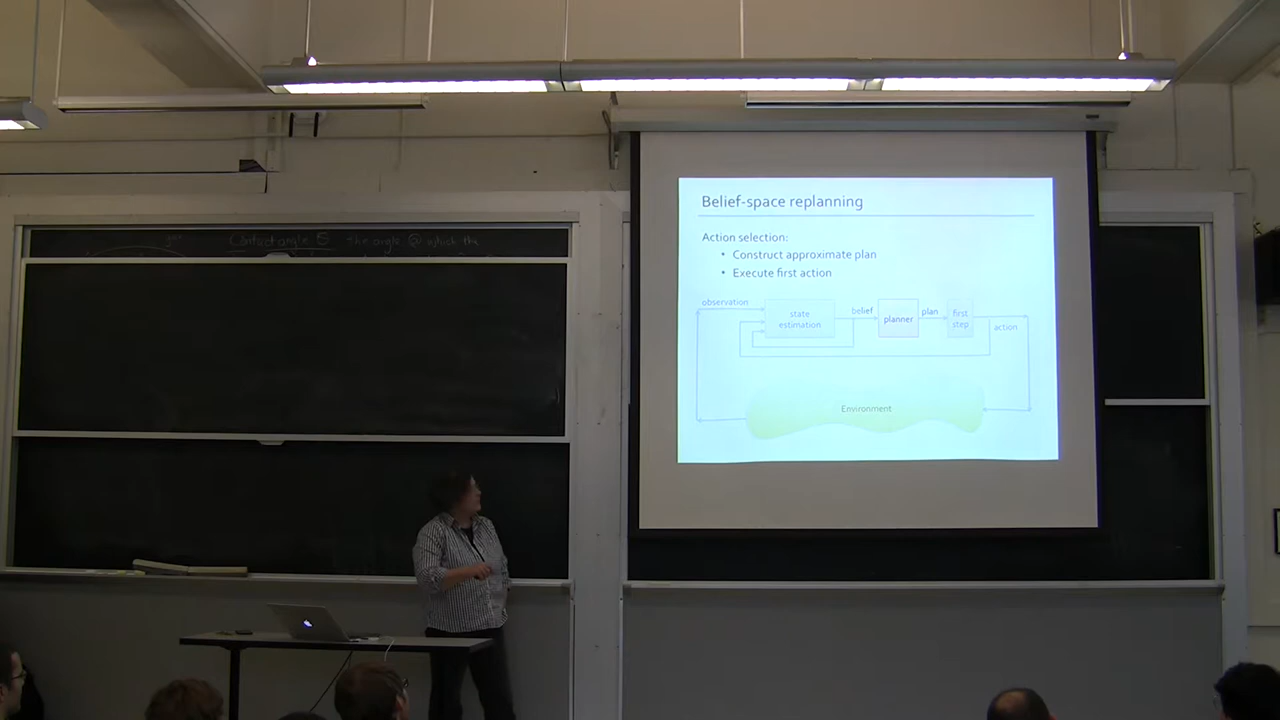 Contact angle θ the angle @ which the
Belief-space replanning
Action selection:
• Construct approximate plan
• Execute first action
observation
state
estimation
belief
planner
plan
first
step
action
Environment